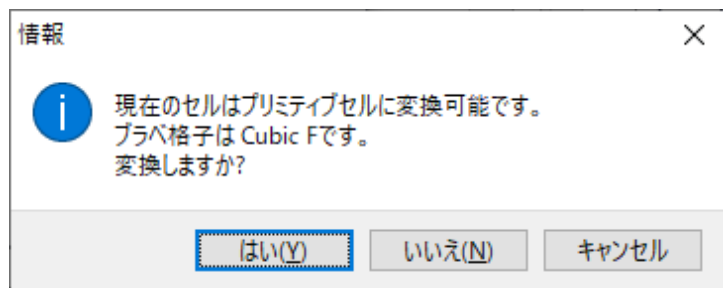 情報
現在のセルはプリミティブセルに変換可能です。
ブラベ格子は Cubic Fです。
変換しますか?
はい(Y) いいえ(N) キャンセル